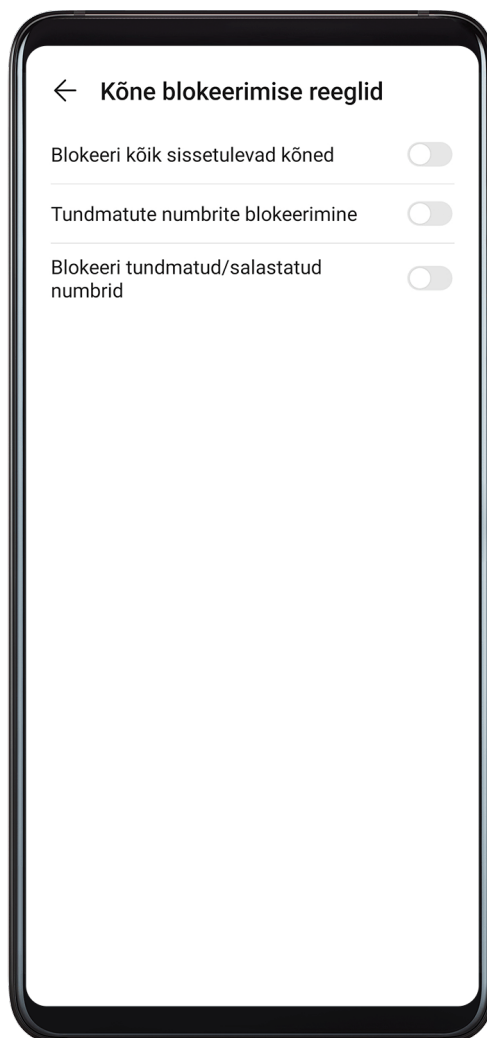 Kõne blokeerimise reeglid
Blokeeri kõik sissetulevad kõned
Tundmatute numbrite blokeerimine
Blokeeri tundmatud/salastatud
numbrid